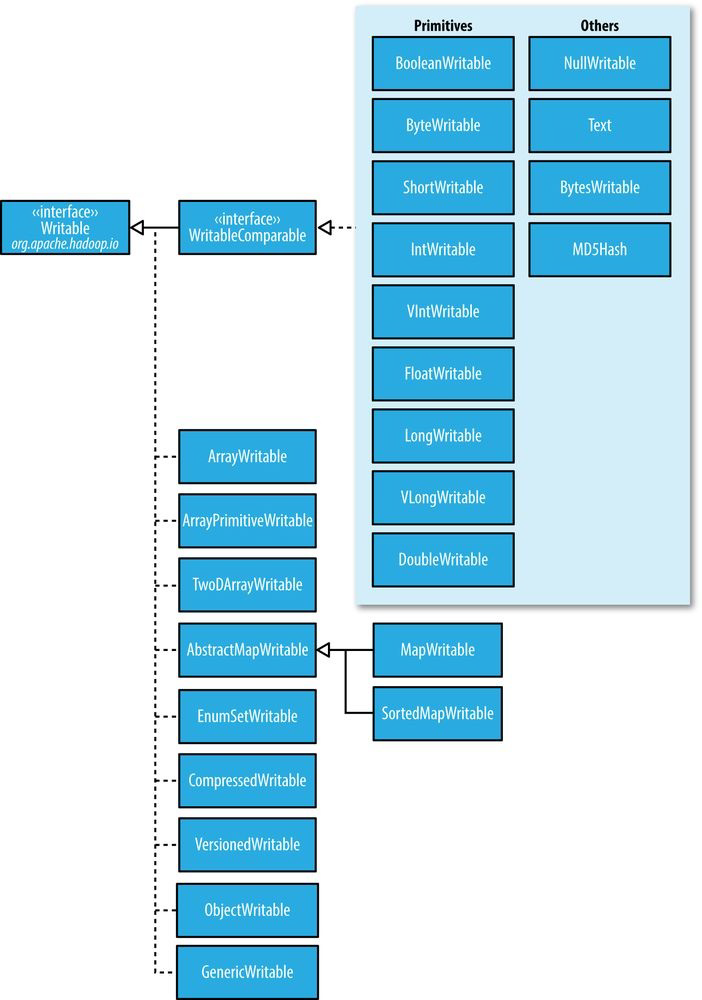 Primitives
Others
BooleanWritable
NullWritable
ByteWritable
Text
ShortWritable
BytesWritable
‹‹interface››
Writable
org.apache.hadoop.io
‹‹interface››
WritableComparable
IntWritable
MD5Hash
VIntWritable
FloatWritable
LongWritable
VLongWritable
DoubleWritable
ArrayWritable
ArrayPrimitiveWritable
TwoDArrayWritable
AbstractMapWritable
MapWritable
SortedMapWritable
EnumSetWritable
CompressedWritable
VersionedWritable
ObjectWritable
GenericWritable